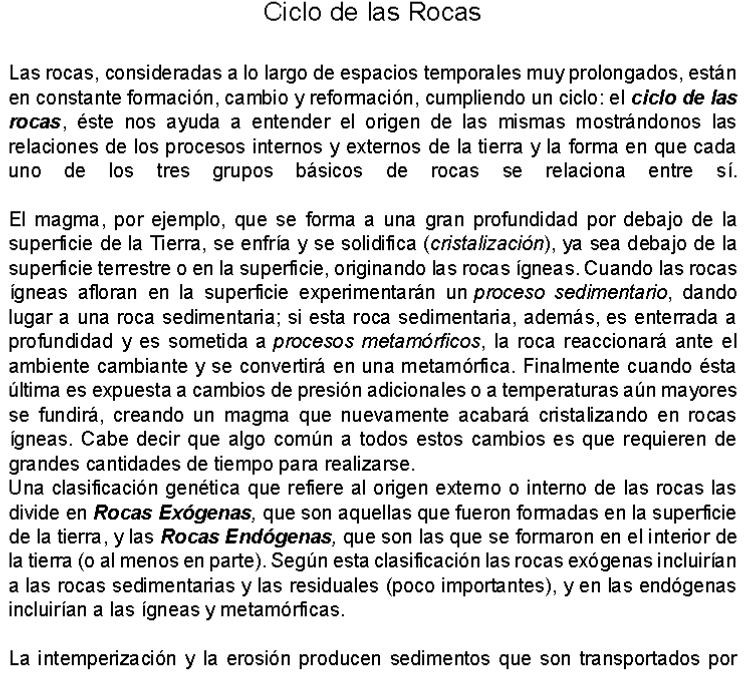 Ciclo de las Rocas
Las rocas, consideradas a lo largo de espacios temporales muy prolongados, están
en constante formación, cambio y reformación, cumpliendo un ciclo: el ciclo de las
rocas, éste nos ayuda a entender el origen de las mismas mostrándonos las
relaciones de los procesos internos y externos de la tierra y la forma en que cada
uno de los tres grupos básicos de rocas se relaciona entre sí.
El magma, por ejemplo, que se forma a una gran profundidad por debajo de la
superficie de la Tierra, se enfría y se solidifica (cristalización), ya sea debajo de la
superficie terrestre o en la superficie, originando las rocas ígneas. Cuando las rocas
ígneas afloran en la superficie experimentarán un proceso sedimentario, dando
lugar a una roca sedimentaria; si esta roca sedimentaria, además, es enterrada a
profundidad y es sometida a procesos metamórficos, la roca reaccionará ante el
ambiente cambiante y se convertirá en una metamórfica. Finalmente cuando ésta
última es expuesta a cambios de presión adicionales o a temperaturas aún mayores
se fundirá, creando un magma que nuevamente acabará cristalizando en rocas
ígneas. Cabe decir que algo común a todos estos cambios es que requieren de
grandes cantidades de tiempo para realizarse.
Una clasificación genética que refiere al origen externo o interno de las rocas las
divide en Rocas Exógenas, que son aquellas que fueron formadas en la superficie
de la tierra, y las Rocas Endógenas, que son las que se formaron en el interior de
la tierra (o al menos en parte). Según esta clasificación las rocas exógenas incluirían
a las rocas sedimentarias y las residuales (poco importantes), y en las endógenas
incluirían a las ígneas y metamórficas.
La intemperización y la erosión producen sedimentos que son transportados por